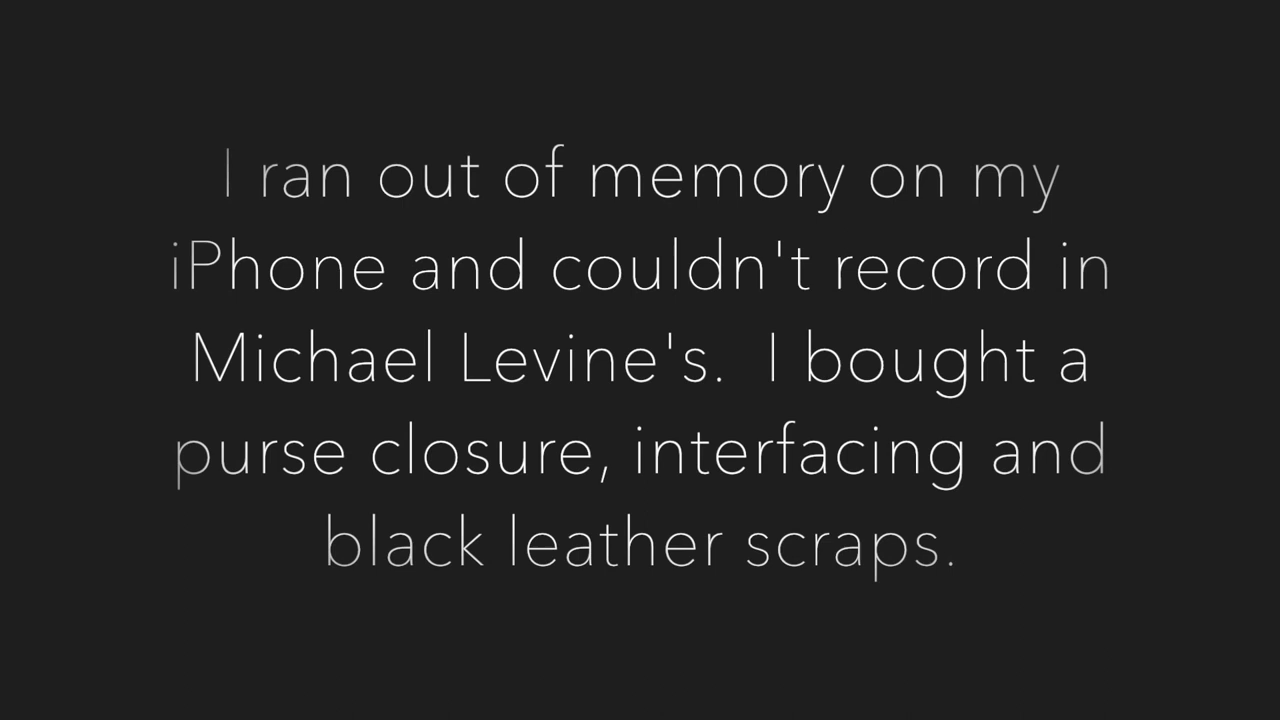 I ran out of memory on my
iPhone and couldn't record in
Michael Levine's.  I bought a
purse closure, interfacing and
black leather scraps.